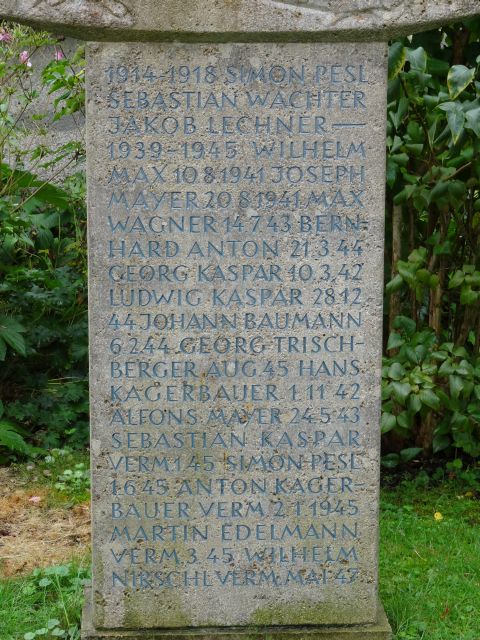 1914-1918 SIMON PESL
SEBASTIAN WACHTER
JAKOB LECHNER —
1939-1945 WILHELM
MAX 10.8.1941 JOSEPH
MAYER 20.8.1941 MAX
WAGNER 14.7.43 BERN-
HARD ANTON 21.3.44
GEORG KASPAR 10.3.42
LUDWIG KASPAR 28.12.
44 JOHANN BAUMANN
6.2.44 GEORG TRISCH-
BERGER AUG 45 HANS
KAGERBAUER 1.11.42
ALFONS MAYER 24.5.43
SEBASTIAN KASPAR
VERM.1.45 SIMON PESL
1.6.45 ANTON KAGER-
BAUER VERM.2.1.1945
MARTIN EDELMANN
VERM.3.45 WILHELM
NIRSCHL VERM.MAI 47